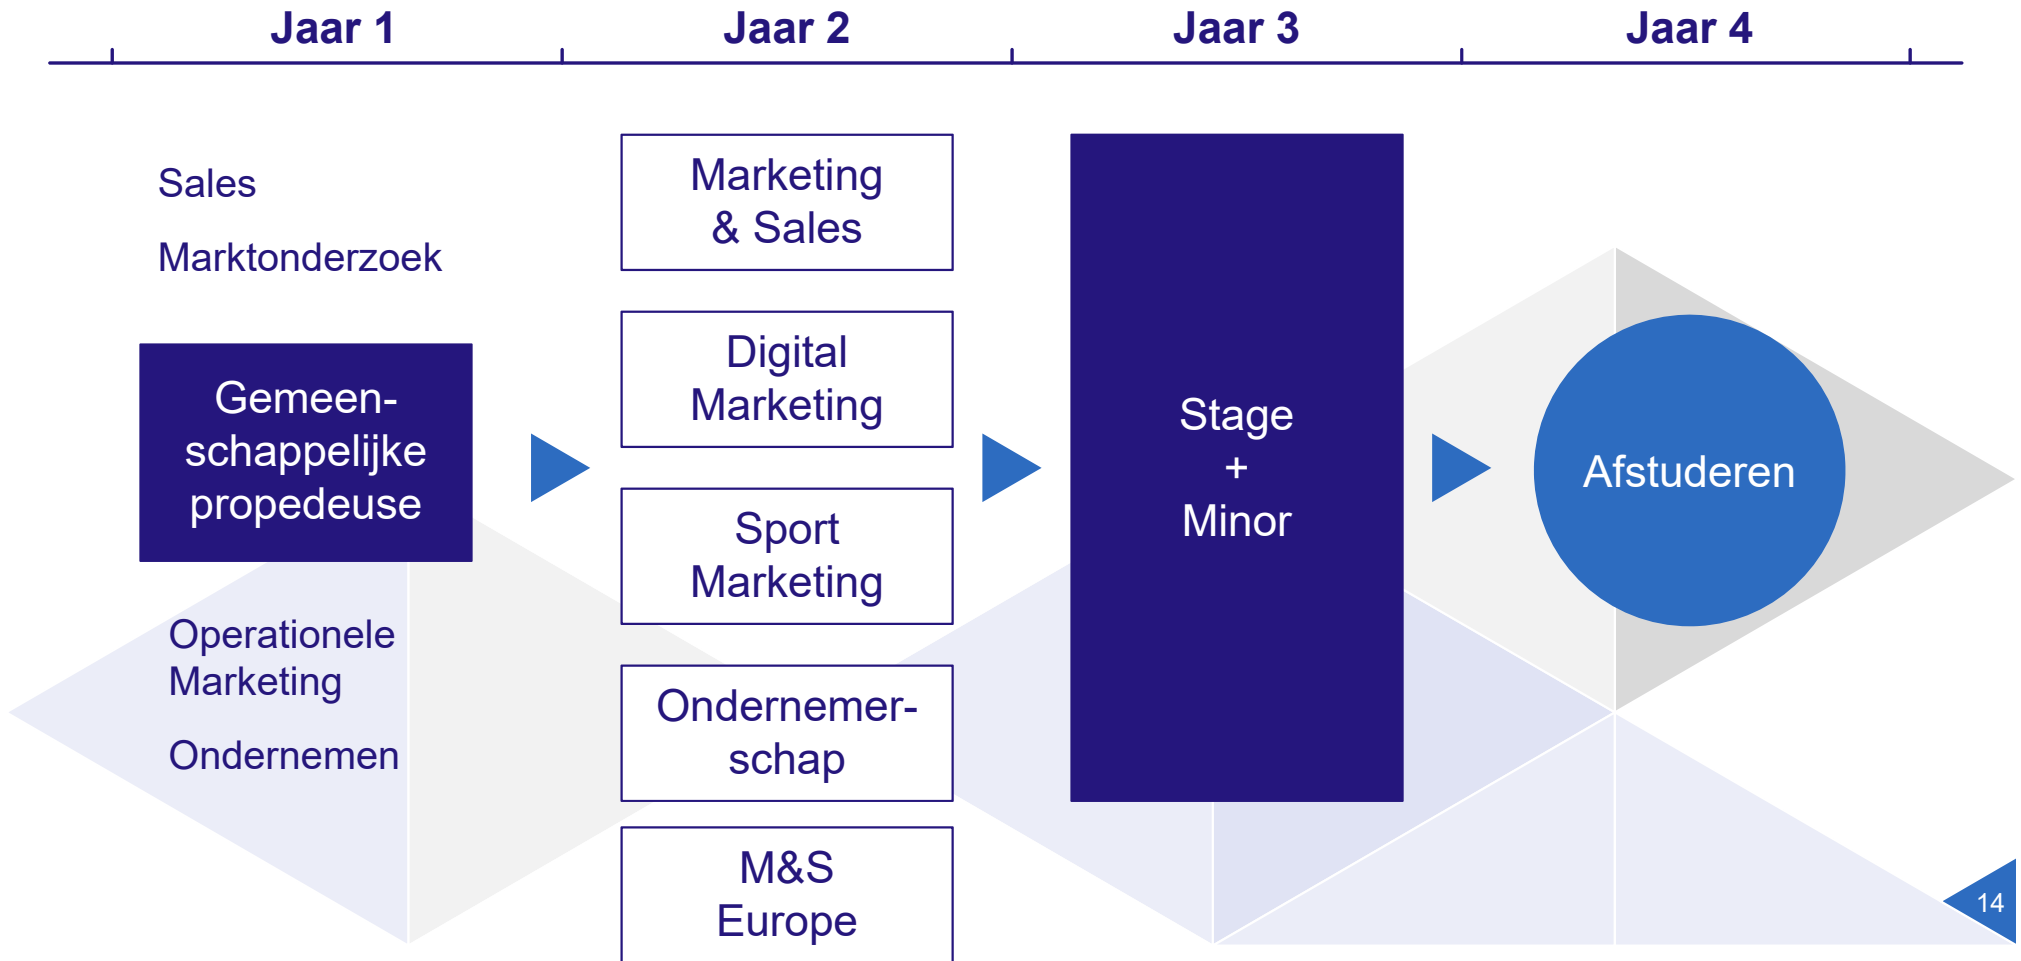 Jaar 1
Jaar 2
Jaar 3
Jaar 4
Sales
Marktonderzoek
Gemeen-
schappelijke
propedeuse
Operationele
Marketing
Ondernemen
Marketing
& Sales
Digital
Marketing
Sport
Marketing
Ondernemer-
schap
M&S
Europe
Stage
+
Minor
Afstuderen
14